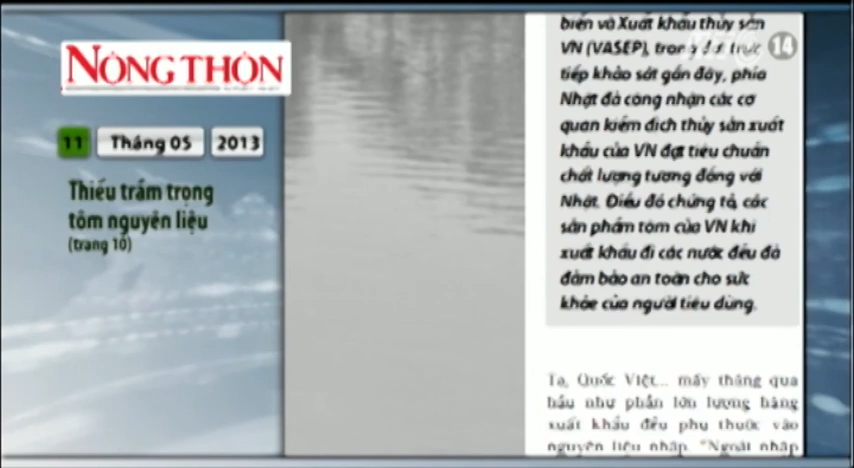 NÔNG THÔN
11 Tháng 05 2013
Thiếu trầm trọng
tôm nguyên liệu
(trang 10)
14
biến và Xuất khẩu thủy sản
VN (VASEP), trong đợt trực
tiếp khảo sát gần đây, phía
Nhật đã công nhận các cơ
quan kiểm dịch thủy sản xuất
khẩu của VN đạt tiêu chuẩn
chất lượng tương đồng với
Nhật. Điều đó chứng tỏ, các
sản phẩm tôm của VN khi
xuất khẩu đi các nước đều đã
đảm bảo an toàn cho sức
khỏe của người tiêu dùng.
Ta, Quốc Việt... mấy tháng qua
hầu như phần lớn lượng hàng
xuất khẩu đều phụ thuộc vào
nguyên liệu nhập. "Ngoài nhập